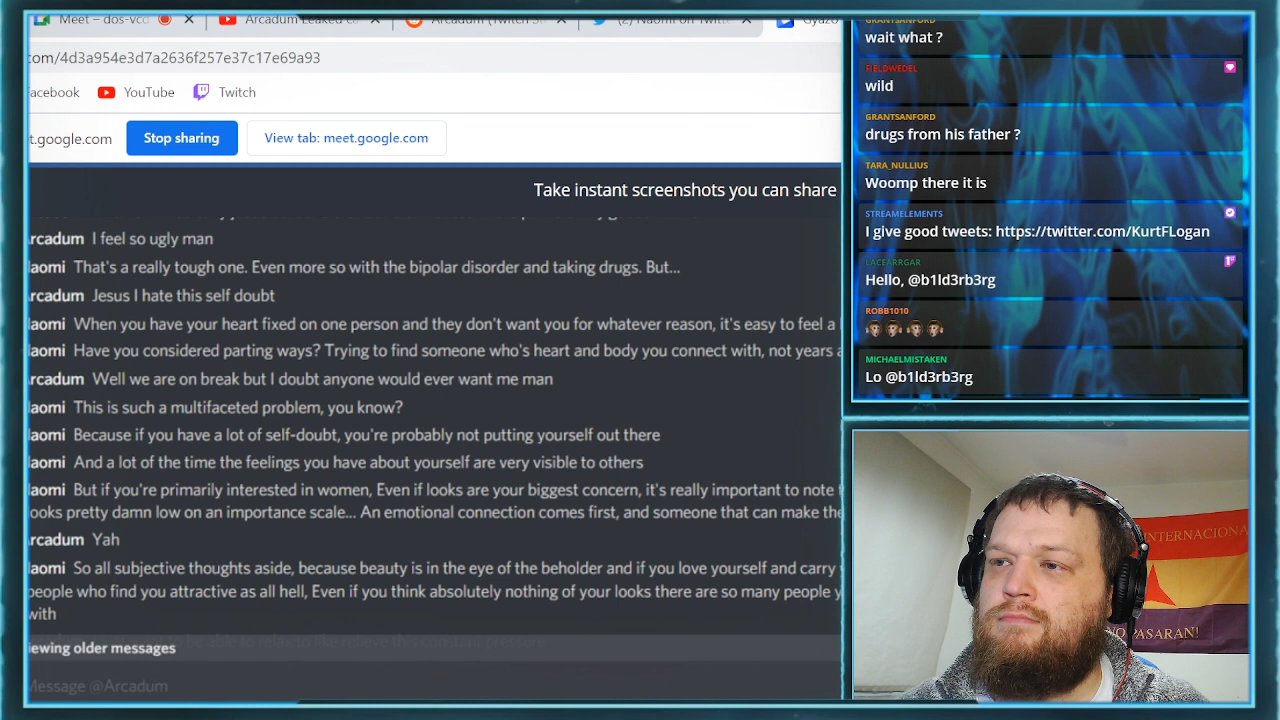 Meet – dos-vco
Arcadum Leaked ca
Arcadum (Twitch S
(2) Naomi on Twitte
Gyazo
com/4d3a954e3d7a2636f257e37c17e69a93
acebook
YouTube
Twitch
t.google.com
Stop sharing
View tab: meet.google.com
Take instant screenshots you can share
rcadum I feel so ugly man
aomi That's a really tough one. Even more so with the bipolar disorder and taking drugs. But...
rcadum Jesus I hate this self doubt
aomi When you have your heart fixed on one person and they don't want you for whatever reason, it's easy to feel a
aomi Have you considered parting ways? Trying to find someone who's heart and body you connect with, not years a
rcadum Well we are on break but I doubt anyone would ever want me man
aomi This is such a multifaceted problem, you know?
aomi Because if you have a lot of self-doubt, you're probably not putting yourself out there
aomi And a lot of the time the feelings you have about yourself are very visible to others
aomi But if you're primarily interested in women, Even if looks are your biggest concern, it's really important to note
ooks pretty damn low on an importance scale... An emotional connection comes first, and someone that can make the
rcadum Yah
aomi So all subjective thoughts aside, because beauty is in the eye of the beholder and if you love yourself and carry
people who find you attractive as all hell, Even if you think absolutely nothing of your looks there are so many people y
with
iewing older messages
Message @Arcadum
GRANTSANFORD
wait what ?
FIELDWEDEL
wild
GRANTSANFORD
drugs from his father ?
TARA_NULLIUS
Woomp there it is
STREAMELEMENTS
I give good tweets: https://twitter.com/KurtFLogan
LACEARRGAR
Hello, @b1ld3rb3rg
ROBB1010
MICHAELMISTAKEN
Lo @b1ld3rb3rg
INTERNACIONA
NO PASARAN!